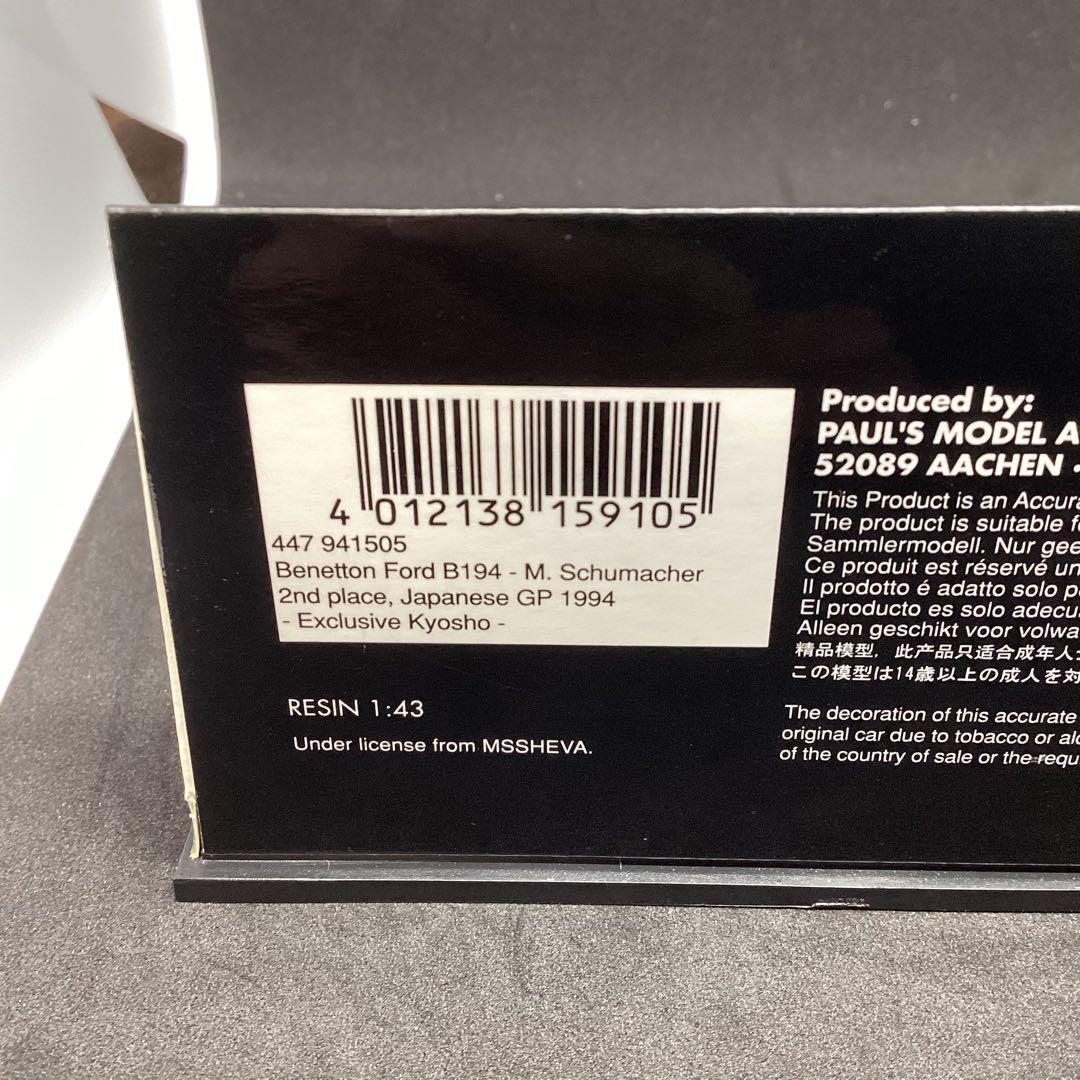 4 012138 159105
447 941505
Benetton Ford B194 - M. Schumacher
2nd place, Japanese GP 1994
- Exclusive Kyosho -
RESIN 1:43
Under license from MSSHEVA.
Produced by:
PAUL'S MODEL A
52089 AACHEN -
This Product is an Accura
The product is suitable f
Sammlermodell. Nur gee
Ce produit est réservé un
Il prodotto é adatto solo p
El producto es solo adecu
Alleen geschikt voor volwa
精品模型，此产品只适合成年人
この模型は14歳以上の成人を対
The decoration of this accurate
original car due to tobacco or alc
of the country of sale or the requ